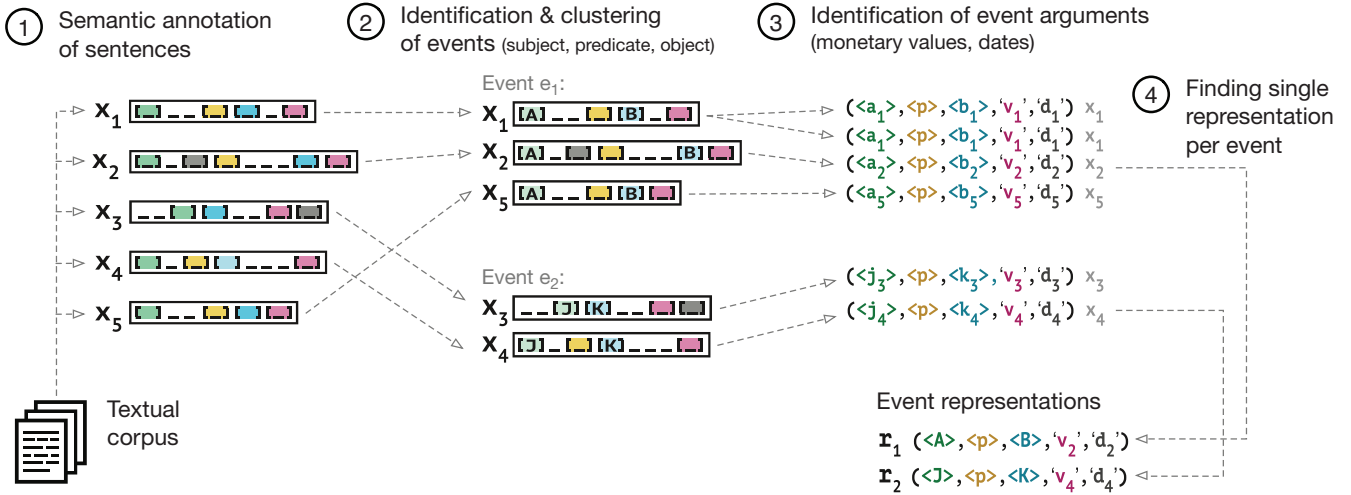 1 Semantic annotation
of sentences
2 Identification & clustering
of events (subject, predicate, object)
3 Identification of event arguments
(monetary values, dates)
4 Finding single
representation
per event
x1 [_] _ _ [_] [_] _ [_]
x2 [_] _ [_] [_] _ _ _ [_] [_]
x3 _ _ [_] [_] _ _ [_] [_]
x4 [_] _ [_] [_] _ _ _ [_]
x5 [_] _ _ [_] [_] [_]
Textual
corpus
Event e1:
x1 [A] _ _ [_] [B] _ [_]
x2 [A] _ [_] [_] _ _ _ [B] [_]
x5 [A] _ _ [_] [B] [_]
Event e2:
x3 _ _ [J] [K] _ _ [_] [_]
x4 [J] _ [_] [K] _ _ _ [_]
(<a1>,<p>,<b1>,‘v1’,‘d1’) x1
(<a1>,<p>,<b1>,‘v1’,‘d1’) x1
(<a2>,<p>,<b2>,‘v2’,‘d2’) x2
(<a5>,<p>,<b5>,‘v5’,‘d5’) x5
(<j3>,<p>,<k3>,‘v3’,‘d3’) x3
(<j4>,<p>,<k4>,‘v4’,‘d4’) x4
Event representations
r1 (<A>,<p>,<B>,‘v2’,‘d2’)
r2 (<J>,<p>,<K>,‘v4’,‘d4’)